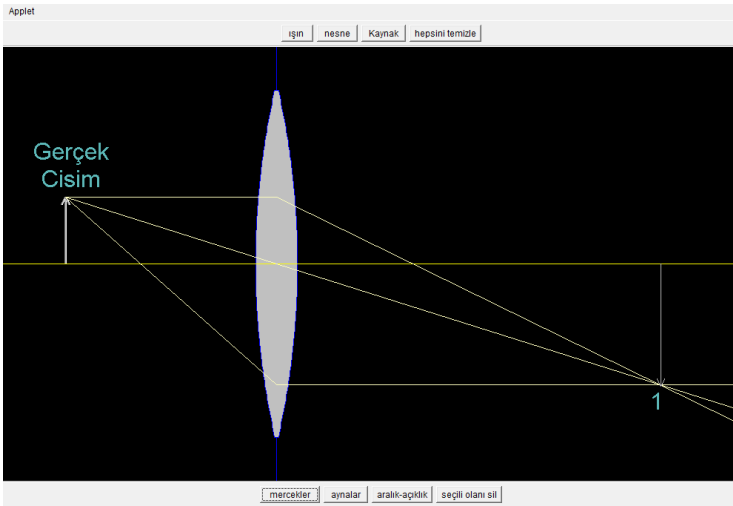 Applet
ışın nesne Kaynak hepsini temizle
Gerçek
Cisim
1
mercekler aynalar aralık-açıklık seçili olanı sil